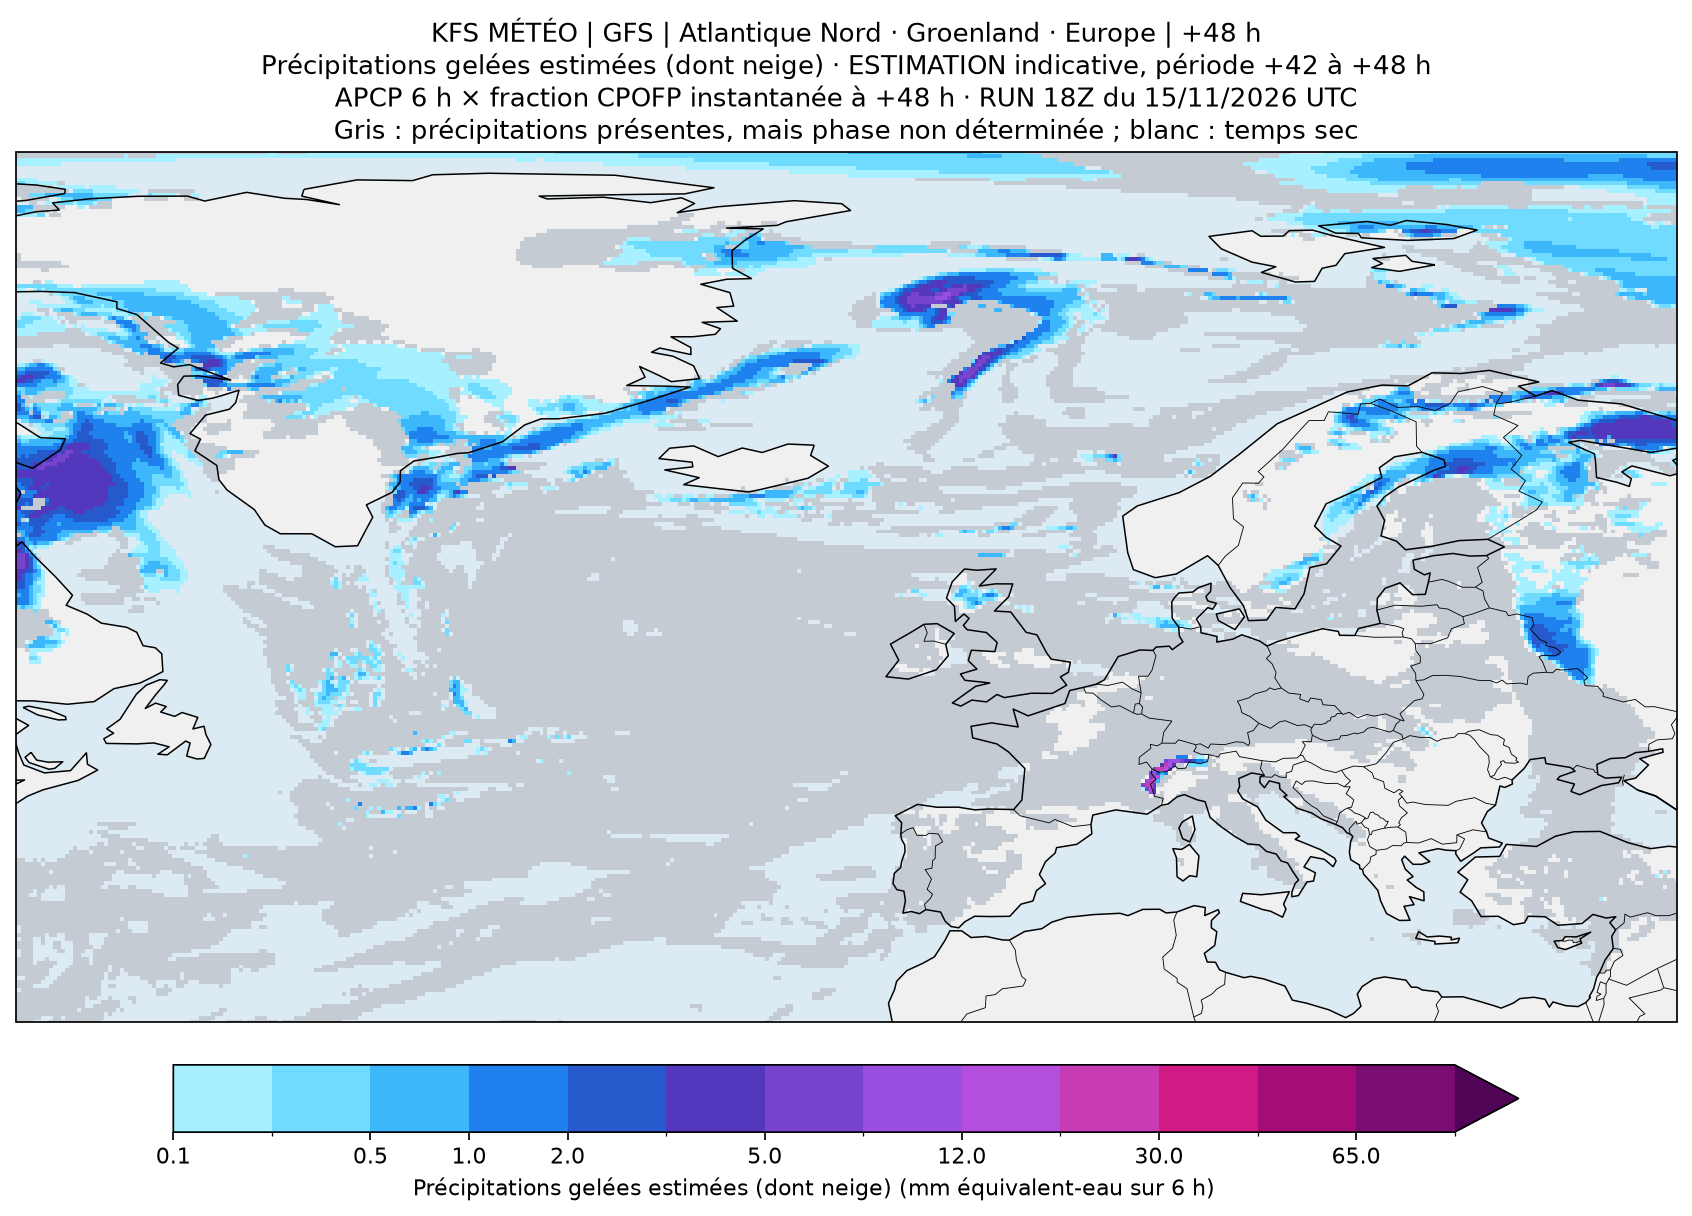 KFS MÉTÉO | GFS | Atlantique Nord · Groenland · Europe | +48 h
Précipitations gelées estimées (dont neige) · ESTIMATION indicative, période +42 à +48 h
APCP 6 h × fraction CPOFP instantanée à +48 h · RUN 18Z du 15/11/2026 UTC
Gris : précipitations présentes, mais phase non déterminée ; blanc : temps sec
0.1 0.5 1.0 2.0 5.0 12.0 30.0 65.0
Précipitations gelées estimées (dont neige) (mm équivalent-eau sur 6 h)